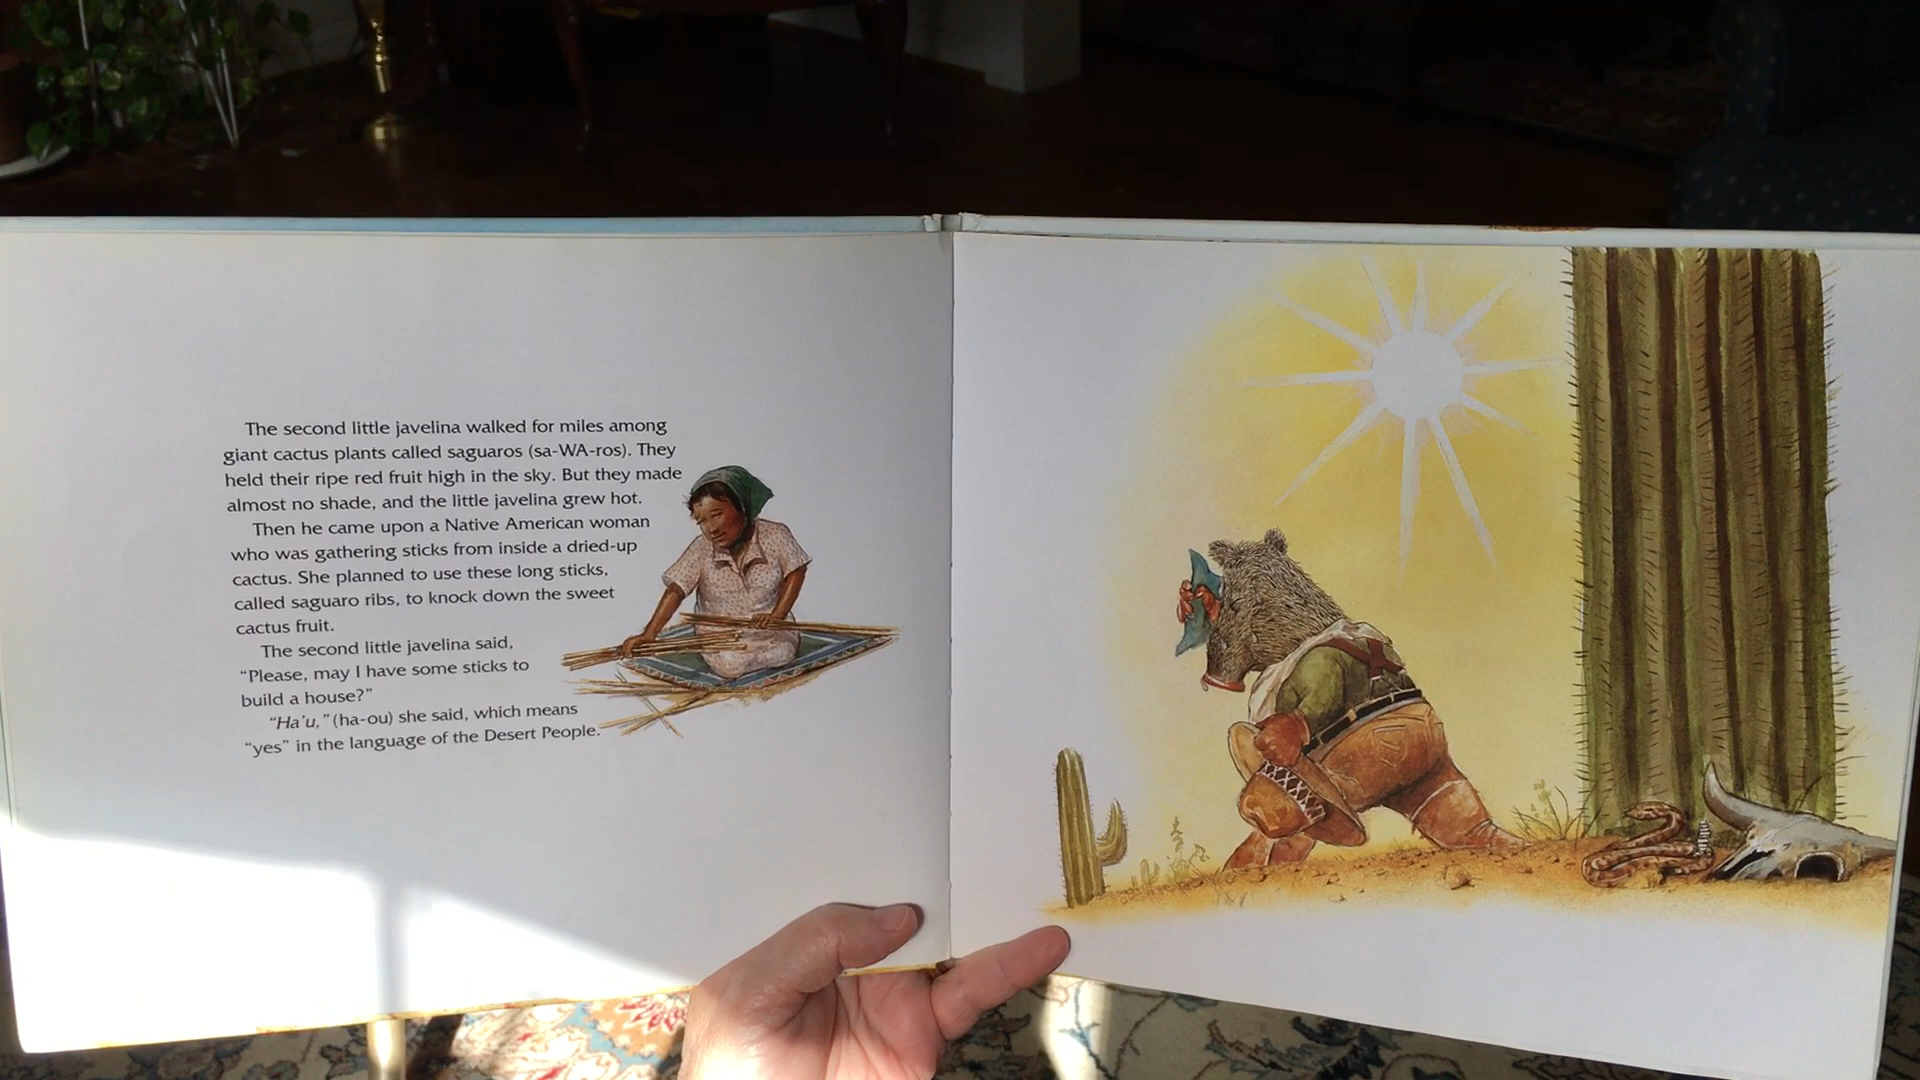 The second little javelina walked for miles among
giant cactus plants called saguaros (sa-WA-ros). They
held their ripe red fruit high in the sky. But they made
almost no shade, and the little javelina grew hot.
Then he came upon a Native American woman
who was gathering sticks from inside a dried-up
cactus. She planned to use these long sticks,
called saguaro ribs, to knock down the sweet
cactus fruit.
The second little javelina said,
“Please, may I have some sticks to
build a house?”
“Ha’u,” (ha-ou) she said, which means
“yes” in the language of the Desert People.